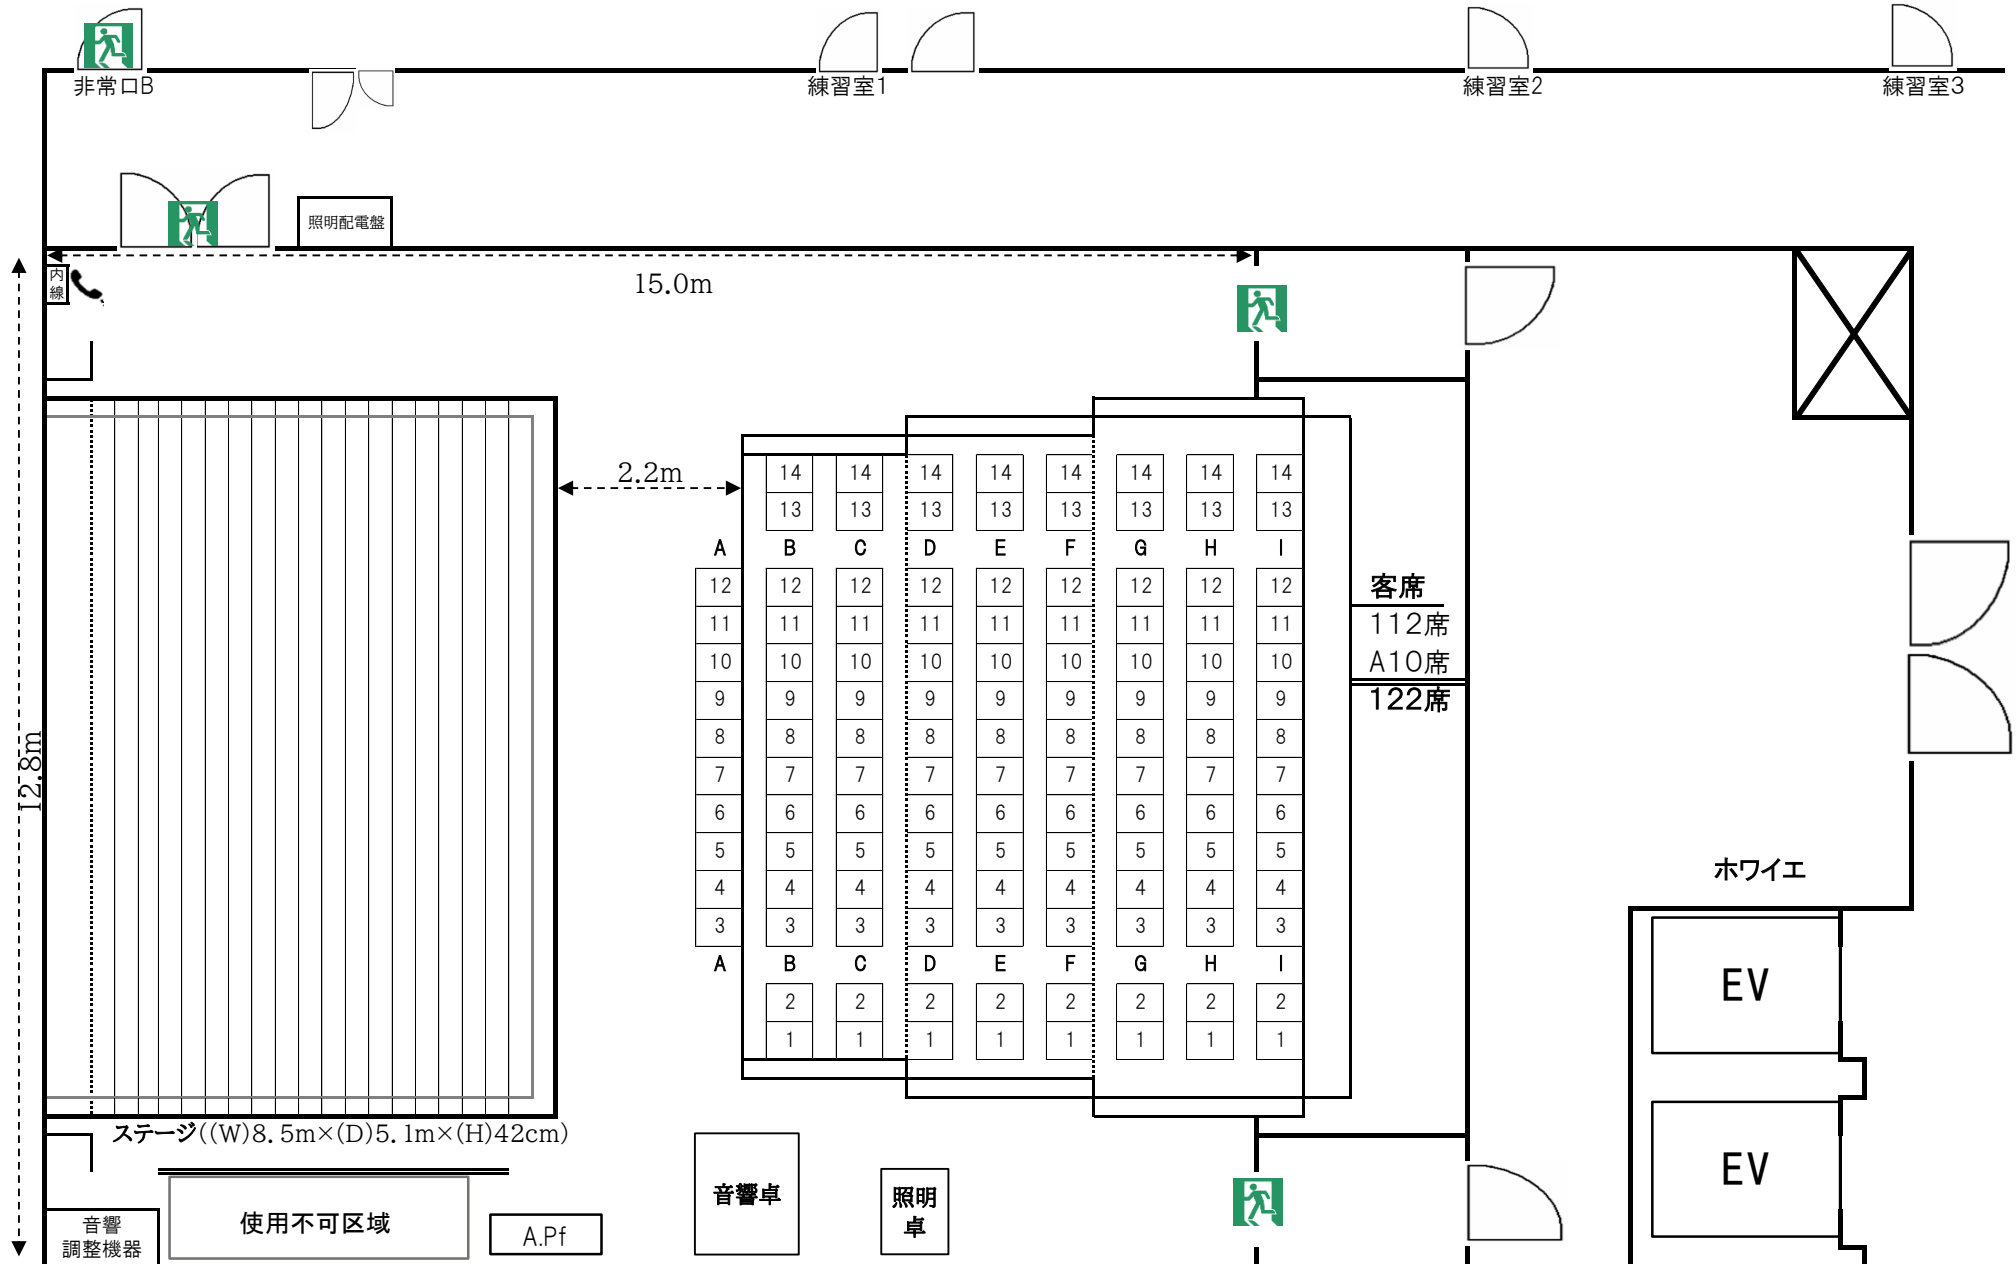 非常口B
練習室1
練習室2
練習室3
照明配電盤
内
線
15.0m
12.8m
2.2m
14 14 14 14 14 14 14 14
13 13 13 13 13 13 13 13
A B C D E F G H I
12 12 12 12 12 12 12 12 12
11 11 11 11 11 11 11 11 11
10 10 10 10 10 10 10 10 10
9 9 9 9 9 9 9 9 9
8 8 8 8 8 8 8 8 8
7 7 7 7 7 7 7 7 7
6 6 6 6 6 6 6 6 6
5 5 5 5 5 5 5 5 5
4 4 4 4 4 4 4 4 4
3 3 3 3 3 3 3 3 3
A B C D E F G H I
2 2 2 2 2 2 2 2
1 1 1 1 1 1 1 1
客席
112席
A10席
122席
ホワイエ
EV
EV
ステージ((W)8.5m×(D)5.1m×(H)42cm)
音響
調整機器
使用不可区域
A.Pf
音響卓
照明
卓